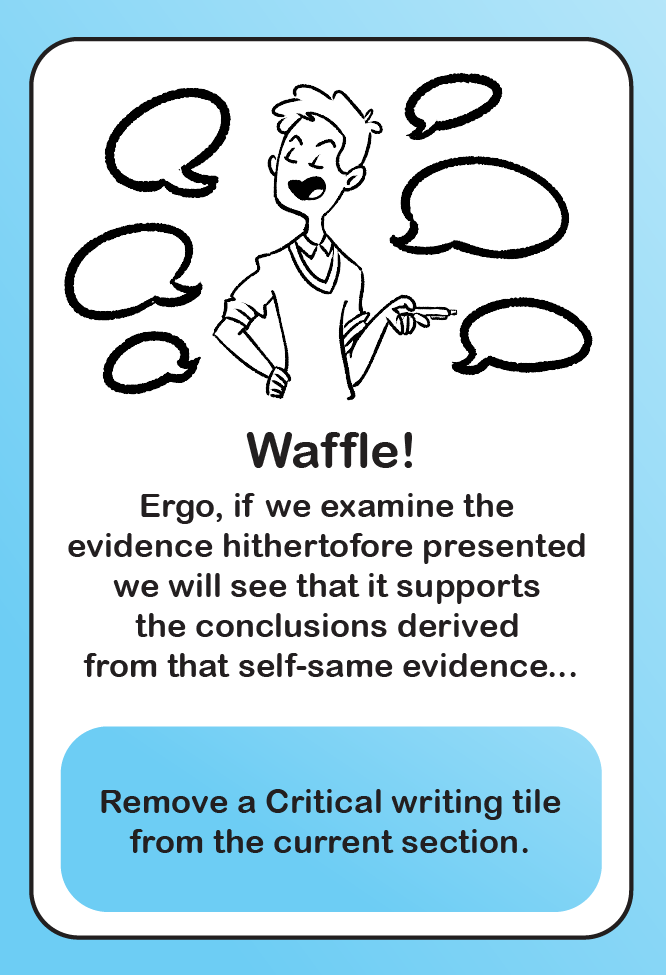 Waffle!
Ergo, if we examine the
evidence hithertofore presented
we will see that it supports
the conclusions derived
from that self-same evidence...
Remove a Critical writing tile
from the current section.